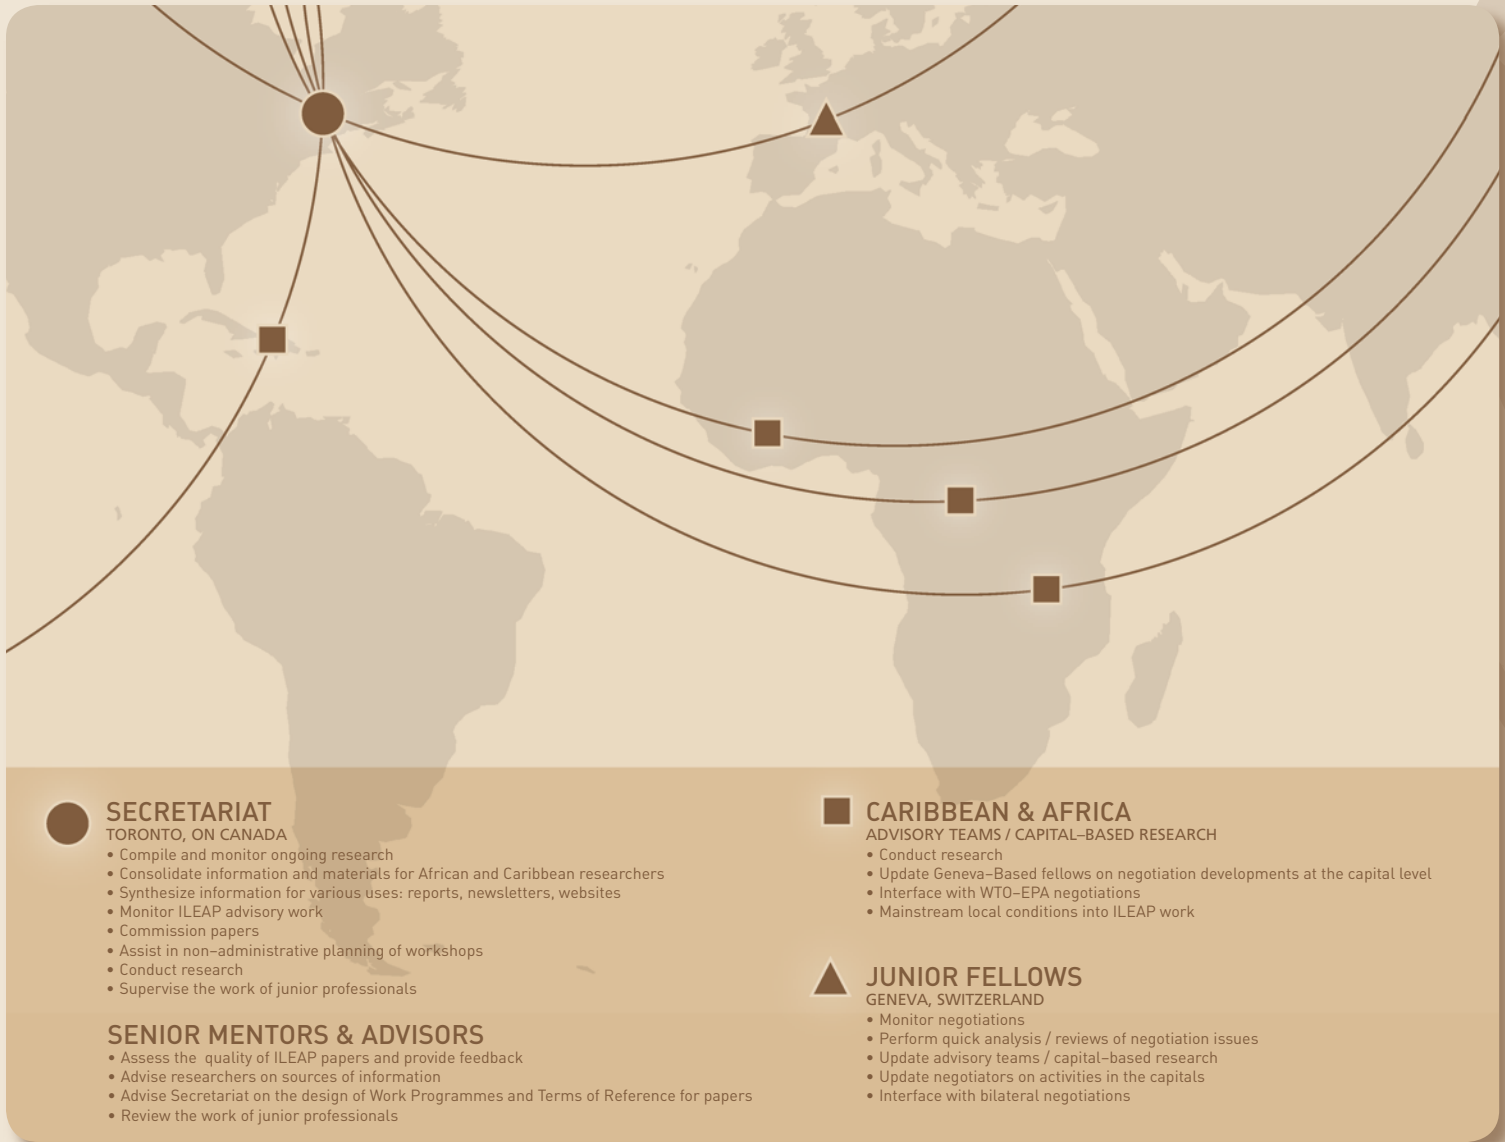 SECRETARIAT
TORONTO, ON CANADA
• Compile and monitor ongoing research
• Consolidate information and materials for African and Caribbean researchers
• Synthesize information for various uses: reports, newsletters, websites
• Monitor ILEAP advisory work
• Commission papers
• Assist in non–administrative planning of workshops
• Conduct research
• Supervise the work of junior professionals
SENIOR MENTORS & ADVISORS
• Assess the  quality of ILEAP papers and provide feedback
• Advise researchers on sources of information
• Advise Secretariat on the design of Work Programmes and Terms of Reference for papers
• Review the work of junior professionals
CARIBBEAN & AFRICA
ADVISORY TEAMS / CAPITAL–BASED RESEARCH
• Conduct research
• Update Geneva–Based fellows on negotiation developments at the capital level
• Interface with WTO–EPA negotiations
• Mainstream local conditions into ILEAP work
JUNIOR FELLOWS
GENEVA, SWITZERLAND
• Monitor negotiations
• Perform quick analysis / reviews of negotiation issues
• Update advisory teams / capital–based research
• Update negotiators on activities in the capitals
• Interface with bilateral negotiations